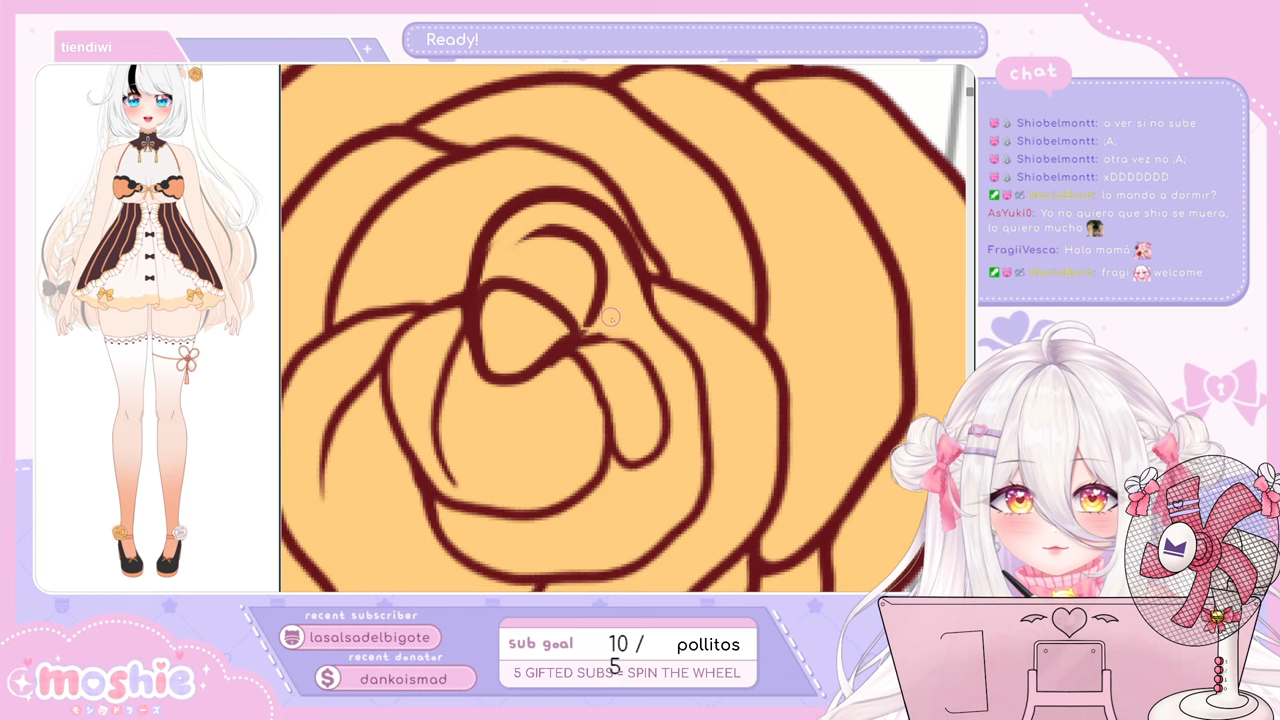 tiendiwi
+
Ready!
chat
Shiobelmontt: a ver si no sube
Shiobelmontt: ;A;
Shiobelmontt: otra vez no ;A;
Shiobelmontt: xDDDDDDD
lo mando a dormir?
AsYuki0: Yo no quiero que shio se muero,
lo quiero mucho
FragiiVesca: Hola mamá
fragi welcome
recent subscriber
lasalsadelbigote
recent donator
$ dankoismad
sub goal 10 / 5 pollitos
5 GIFTED SUBS = SPIN THE WHEEL
moshie